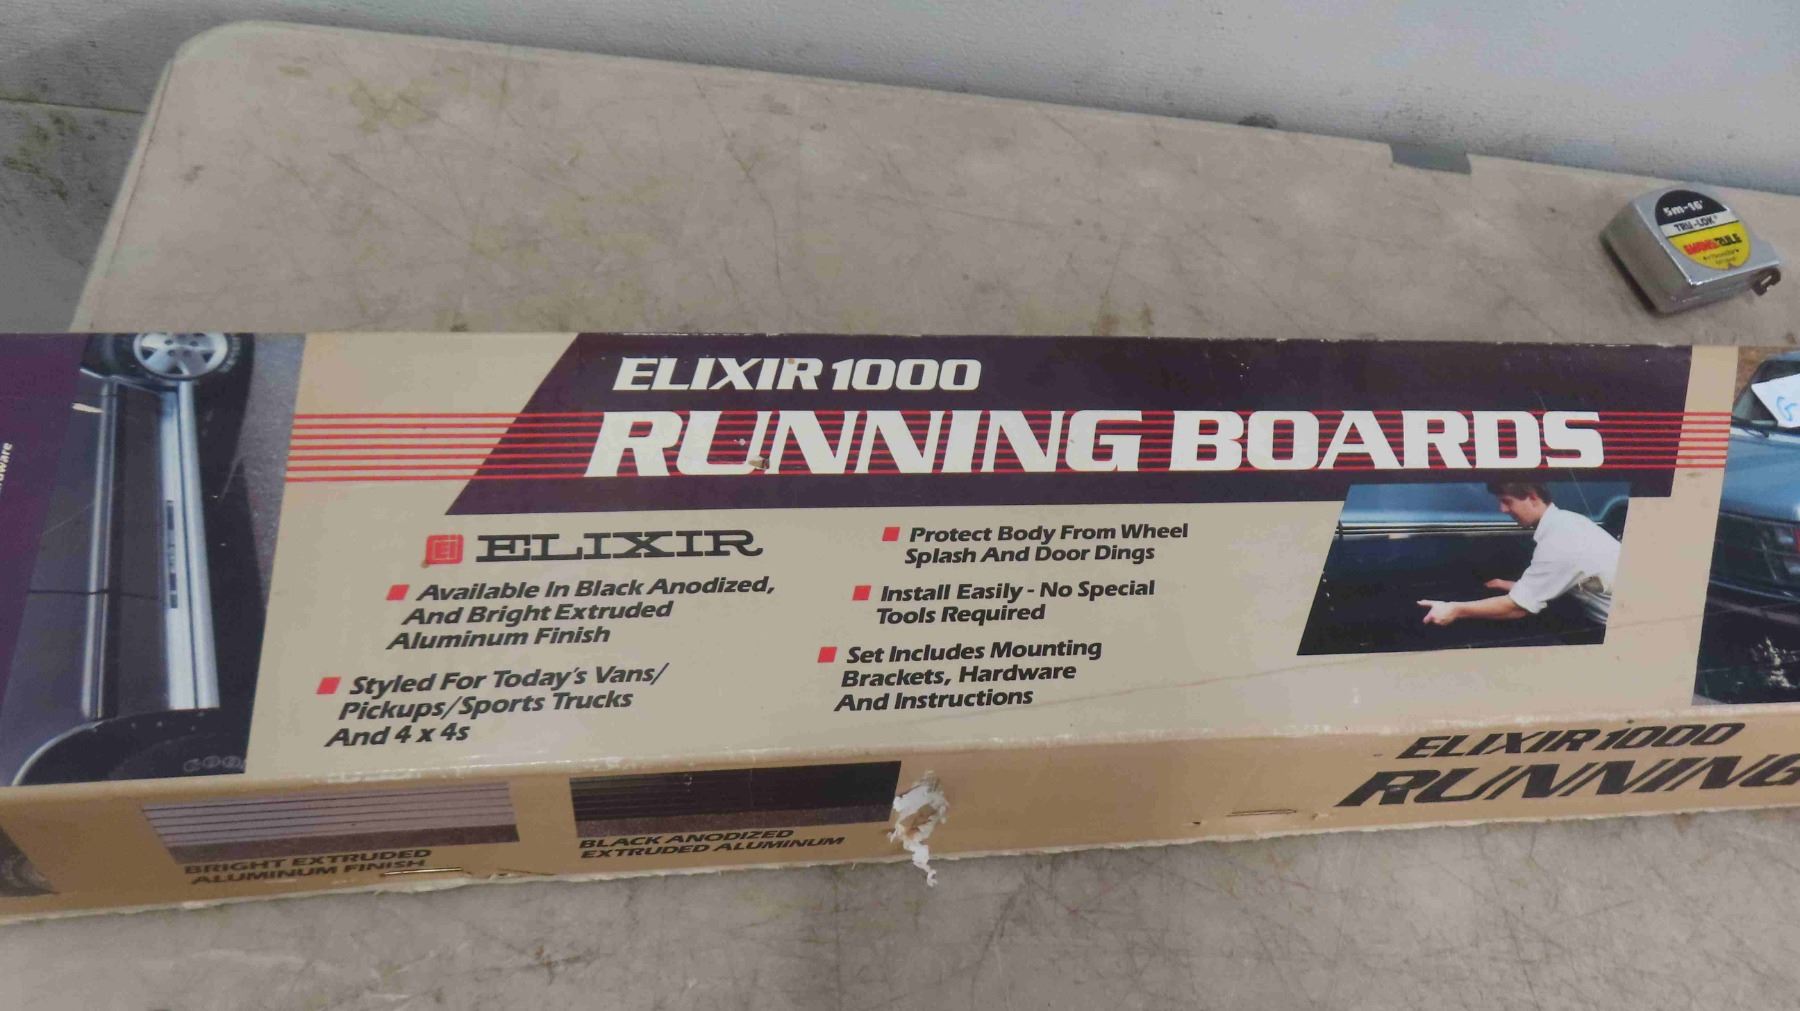 5m-16'
TRU-LOK
ELIXIR 1000
RUNNING BOARDS
ELIXIR
Available In Black Anodized,
And Bright Extruded
Aluminum Finish
Styled For Today's Vans/
Pickups/Sports Trucks
And 4 x 4s
Protect Body From Wheel
Splash And Door Dings
Install Easily - No Special
Tools Required
Set Includes Mounting
Brackets, Hardware
And Instructions
BRIGHT EXTRUDED
ALUMINUM FINISH
BLACK ANODIZED
EXTRUDED ALUMINUM
ELIXIR 1000
RUNNING